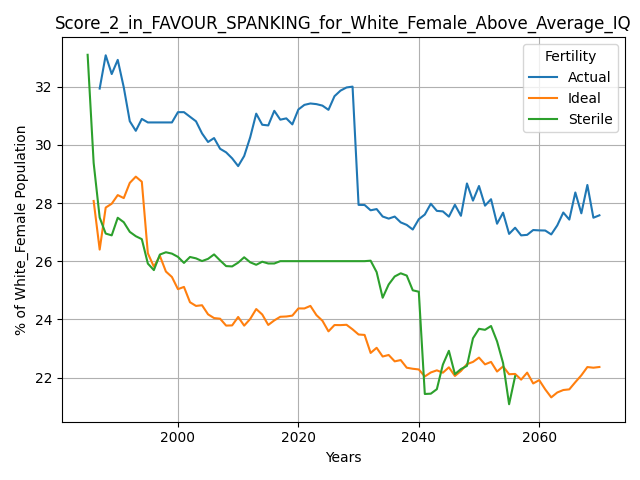 Score_2_in_FAVOUR_SPANKING_for_White_Female_Above_Average_IQ
% of White_Female Population
32
30
28
26
24
22
Fertility
Actual
Ideal
Sterile
2000 2020 2040 2060
Years